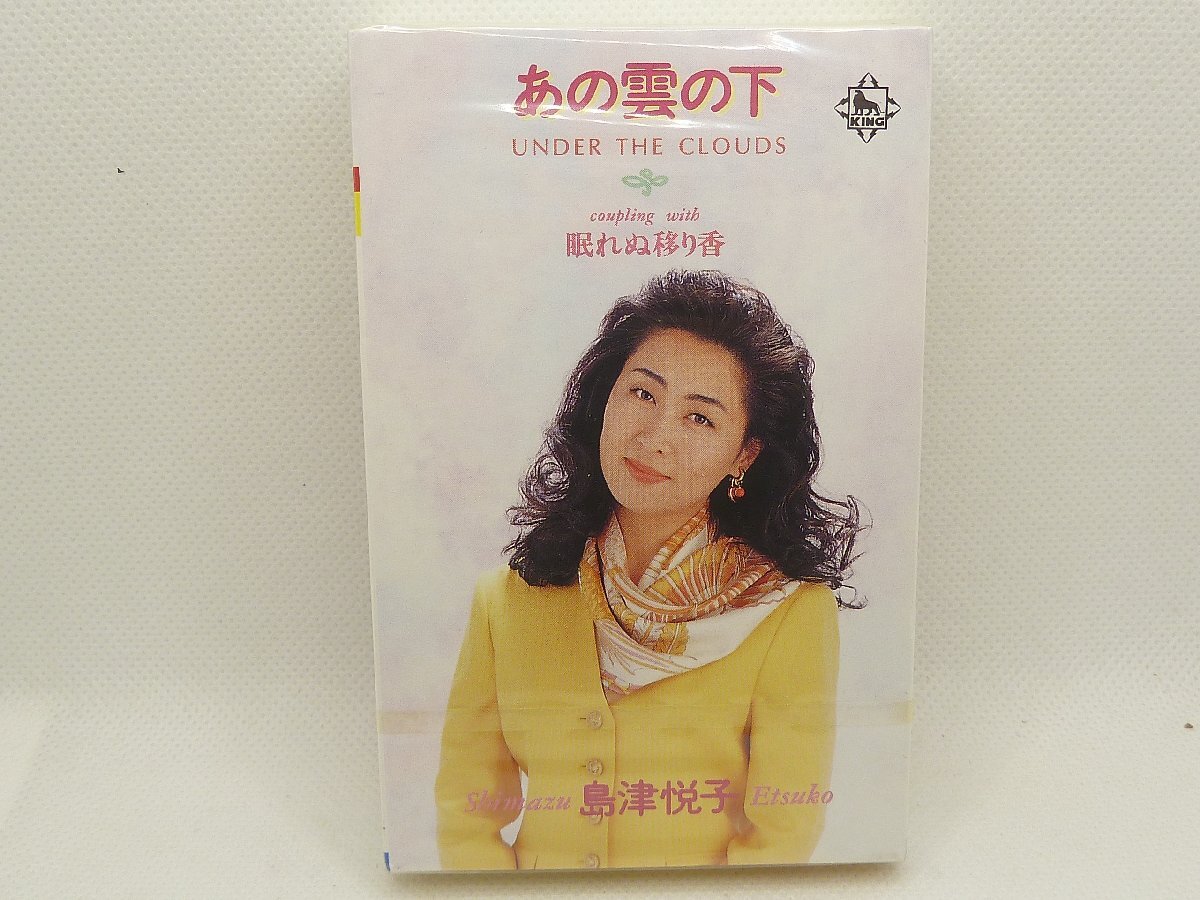 あの雲の下
KING
UNDER THE CLOUDS
coupling with
眠れぬ移り香
Shimazu 島津悦子 Etsuko